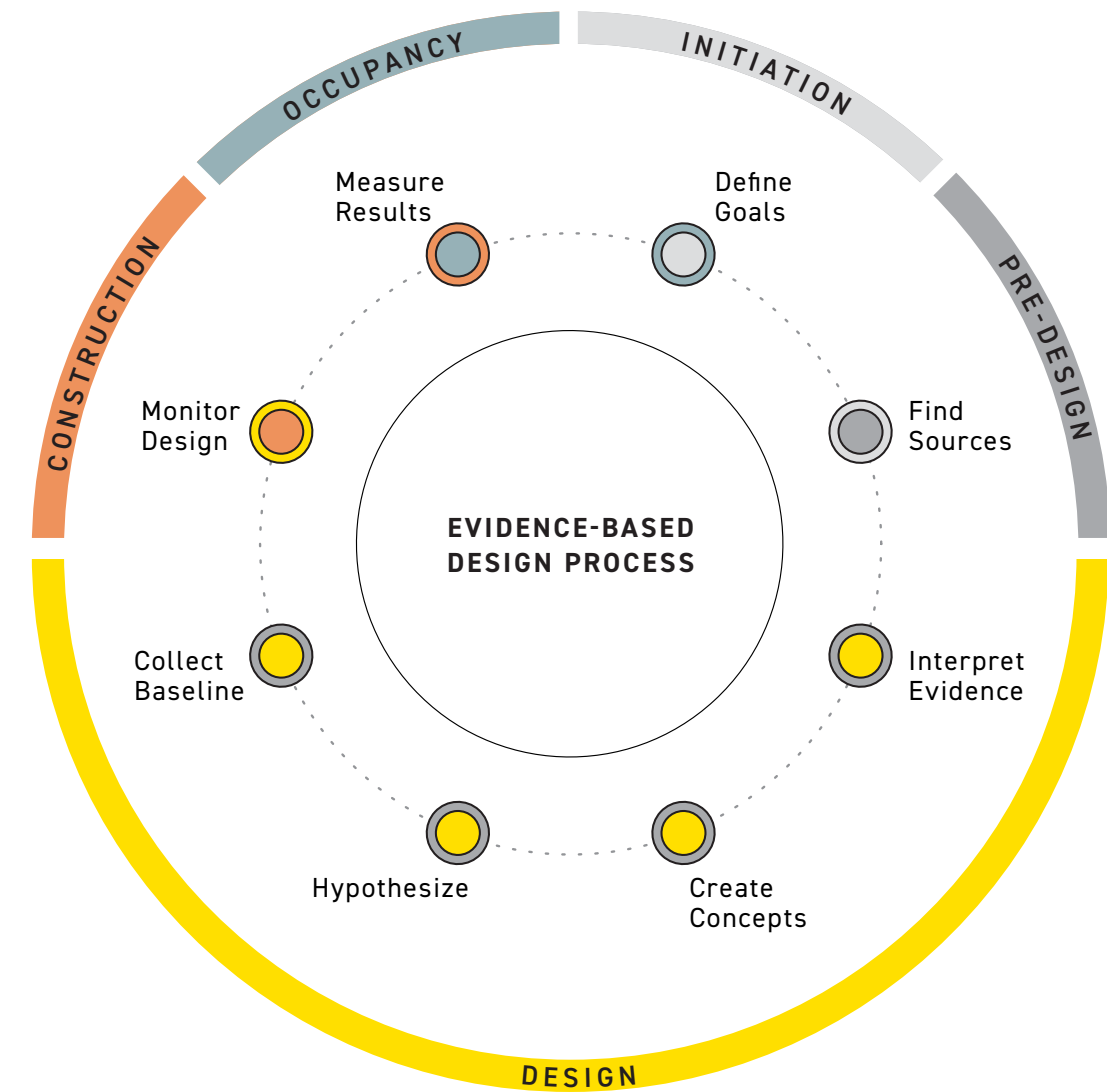 OCCUPANCY
INITIATION
PRE-DESIGN
CONSTRUCTION
Measure
Results
Define
Goals
Monitor
Design
Find
Sources
EVIDENCE-BASED
DESIGN PROCESS
Collect
Baseline
Interpret
Evidence
Hypothesize
Create
Concepts
DESIGN